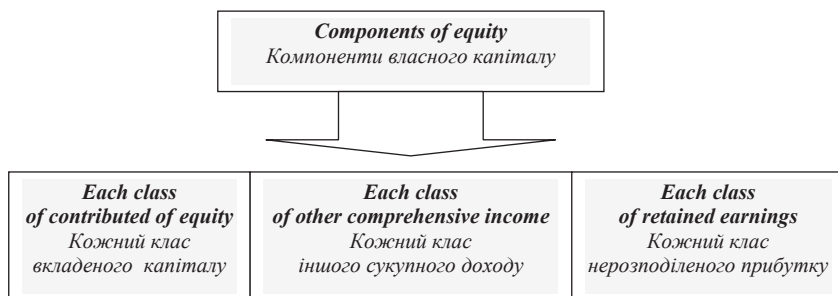 Components of equity
Компоненти власного капіталу
Each class
of contributed of equity
Кожний клас
вкладеного капіталу
Each class
of other comprehensive income
Кожний клас
іншого сукупного доходу
Each class
of retained earnings
Кожний клас
нерозподіленого прибутку